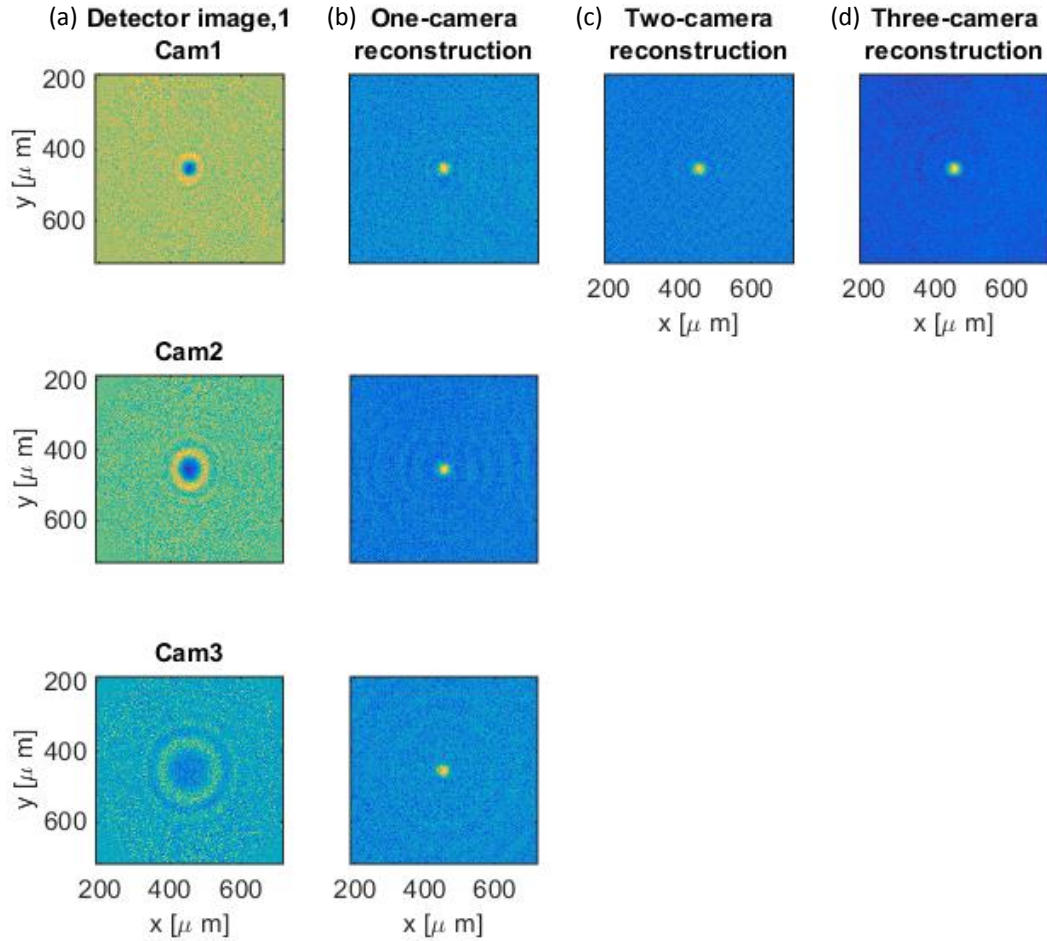 (a) Detector image,1
Cam1
(b) One-camera
reconstruction
(c) Two-camera
reconstruction
(d) Three-camera
reconstruction
y [μ m]
200
400
600
200 400 600
x [μ m]
200 400 600
x [μ m]
Cam2
y [μ m]
200
400
600
Cam3
y [μ m]
200
400
600
200 400 600
x [μ m]
200 400 600
x [μ m]